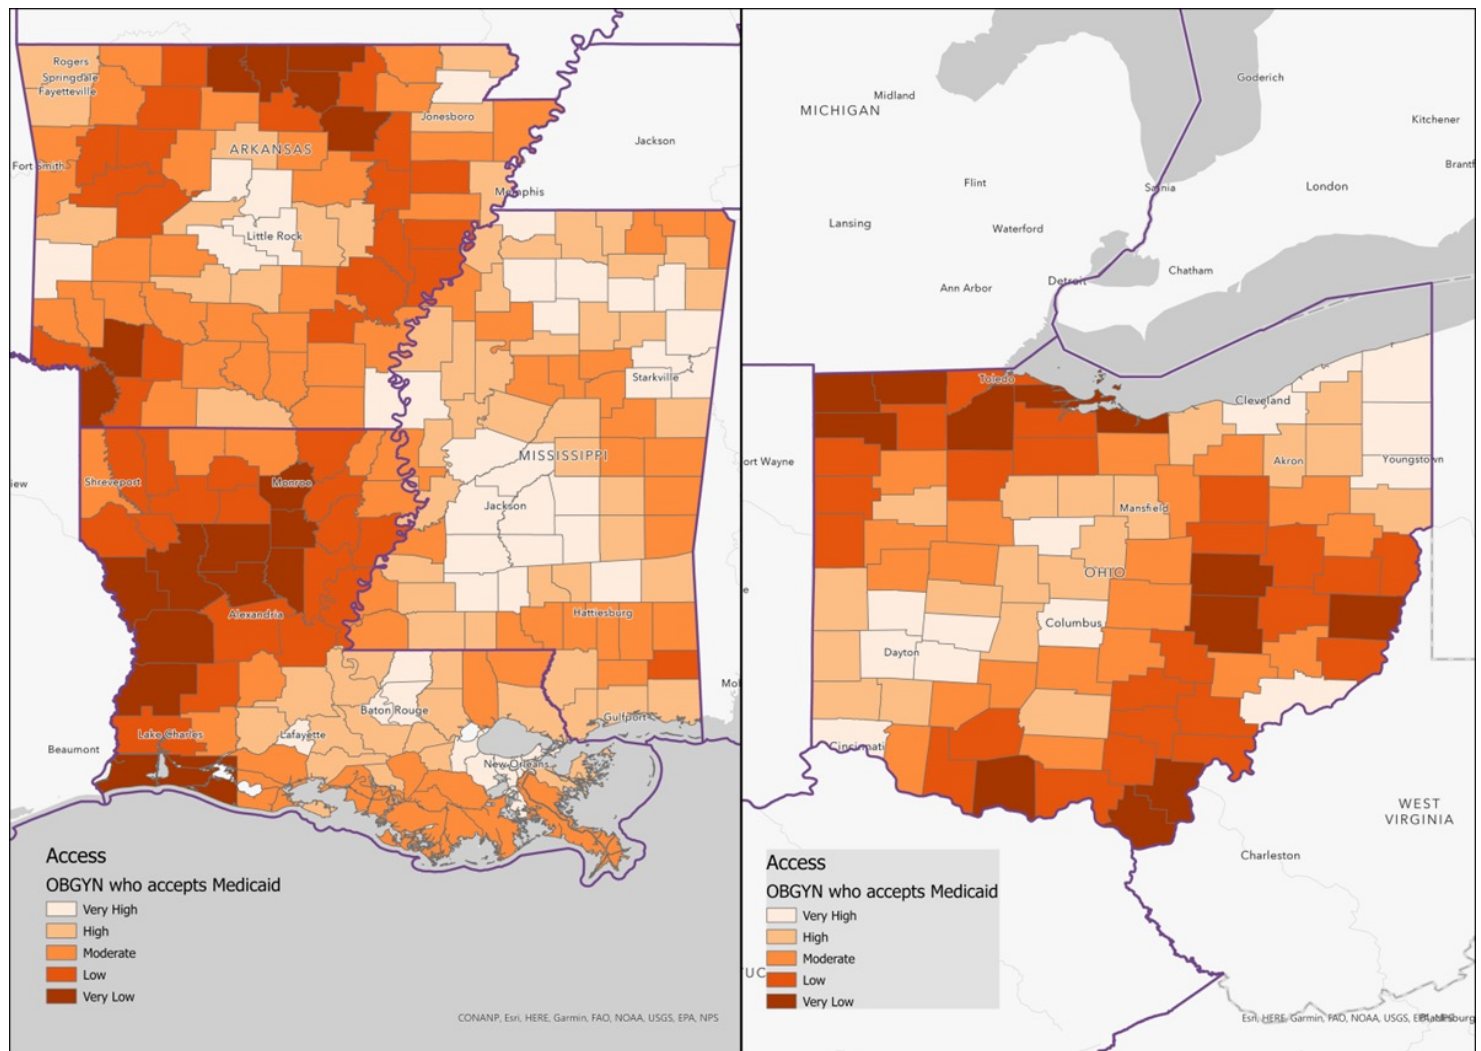 Rogers
Springdale
Fayetteville
Jonesboro
ARKANSAS
Fort Smith
Jackson
Memphis
Little Rock
Starkville
MISSISSIPPI
Shreveport
Monroe
Jackson
Alexandria
Hattiesburg
Baton Rouge
Gulfport
Lake Charles
Lafayette
Beaumont
New Orleans
Access
OBGYN who accepts Medicaid
Very High
High
Moderate
Low
Very Low
CONANP, Esri, HERE, Garmin, FAO, NOAA, USGS, EPA, NPS
Goderich
Midland
MICHIGAN
Kitchener
Flint
Sarnia
London
Lansing
Waterford
Chatham
Detroit
Ann Arbor
Toledo
Cleveland
ort Wayne
Akron
Youngstown
Mansfield
OHIO
Columbus
Dayton
Cincinnati
WEST
VIRGINIA
Charleston
Access
OBGYN who accepts Medicaid
Very High
High
Moderate
Low
Very Low
Esri, HERE, Garmin, FAO, NOAA, USGS,